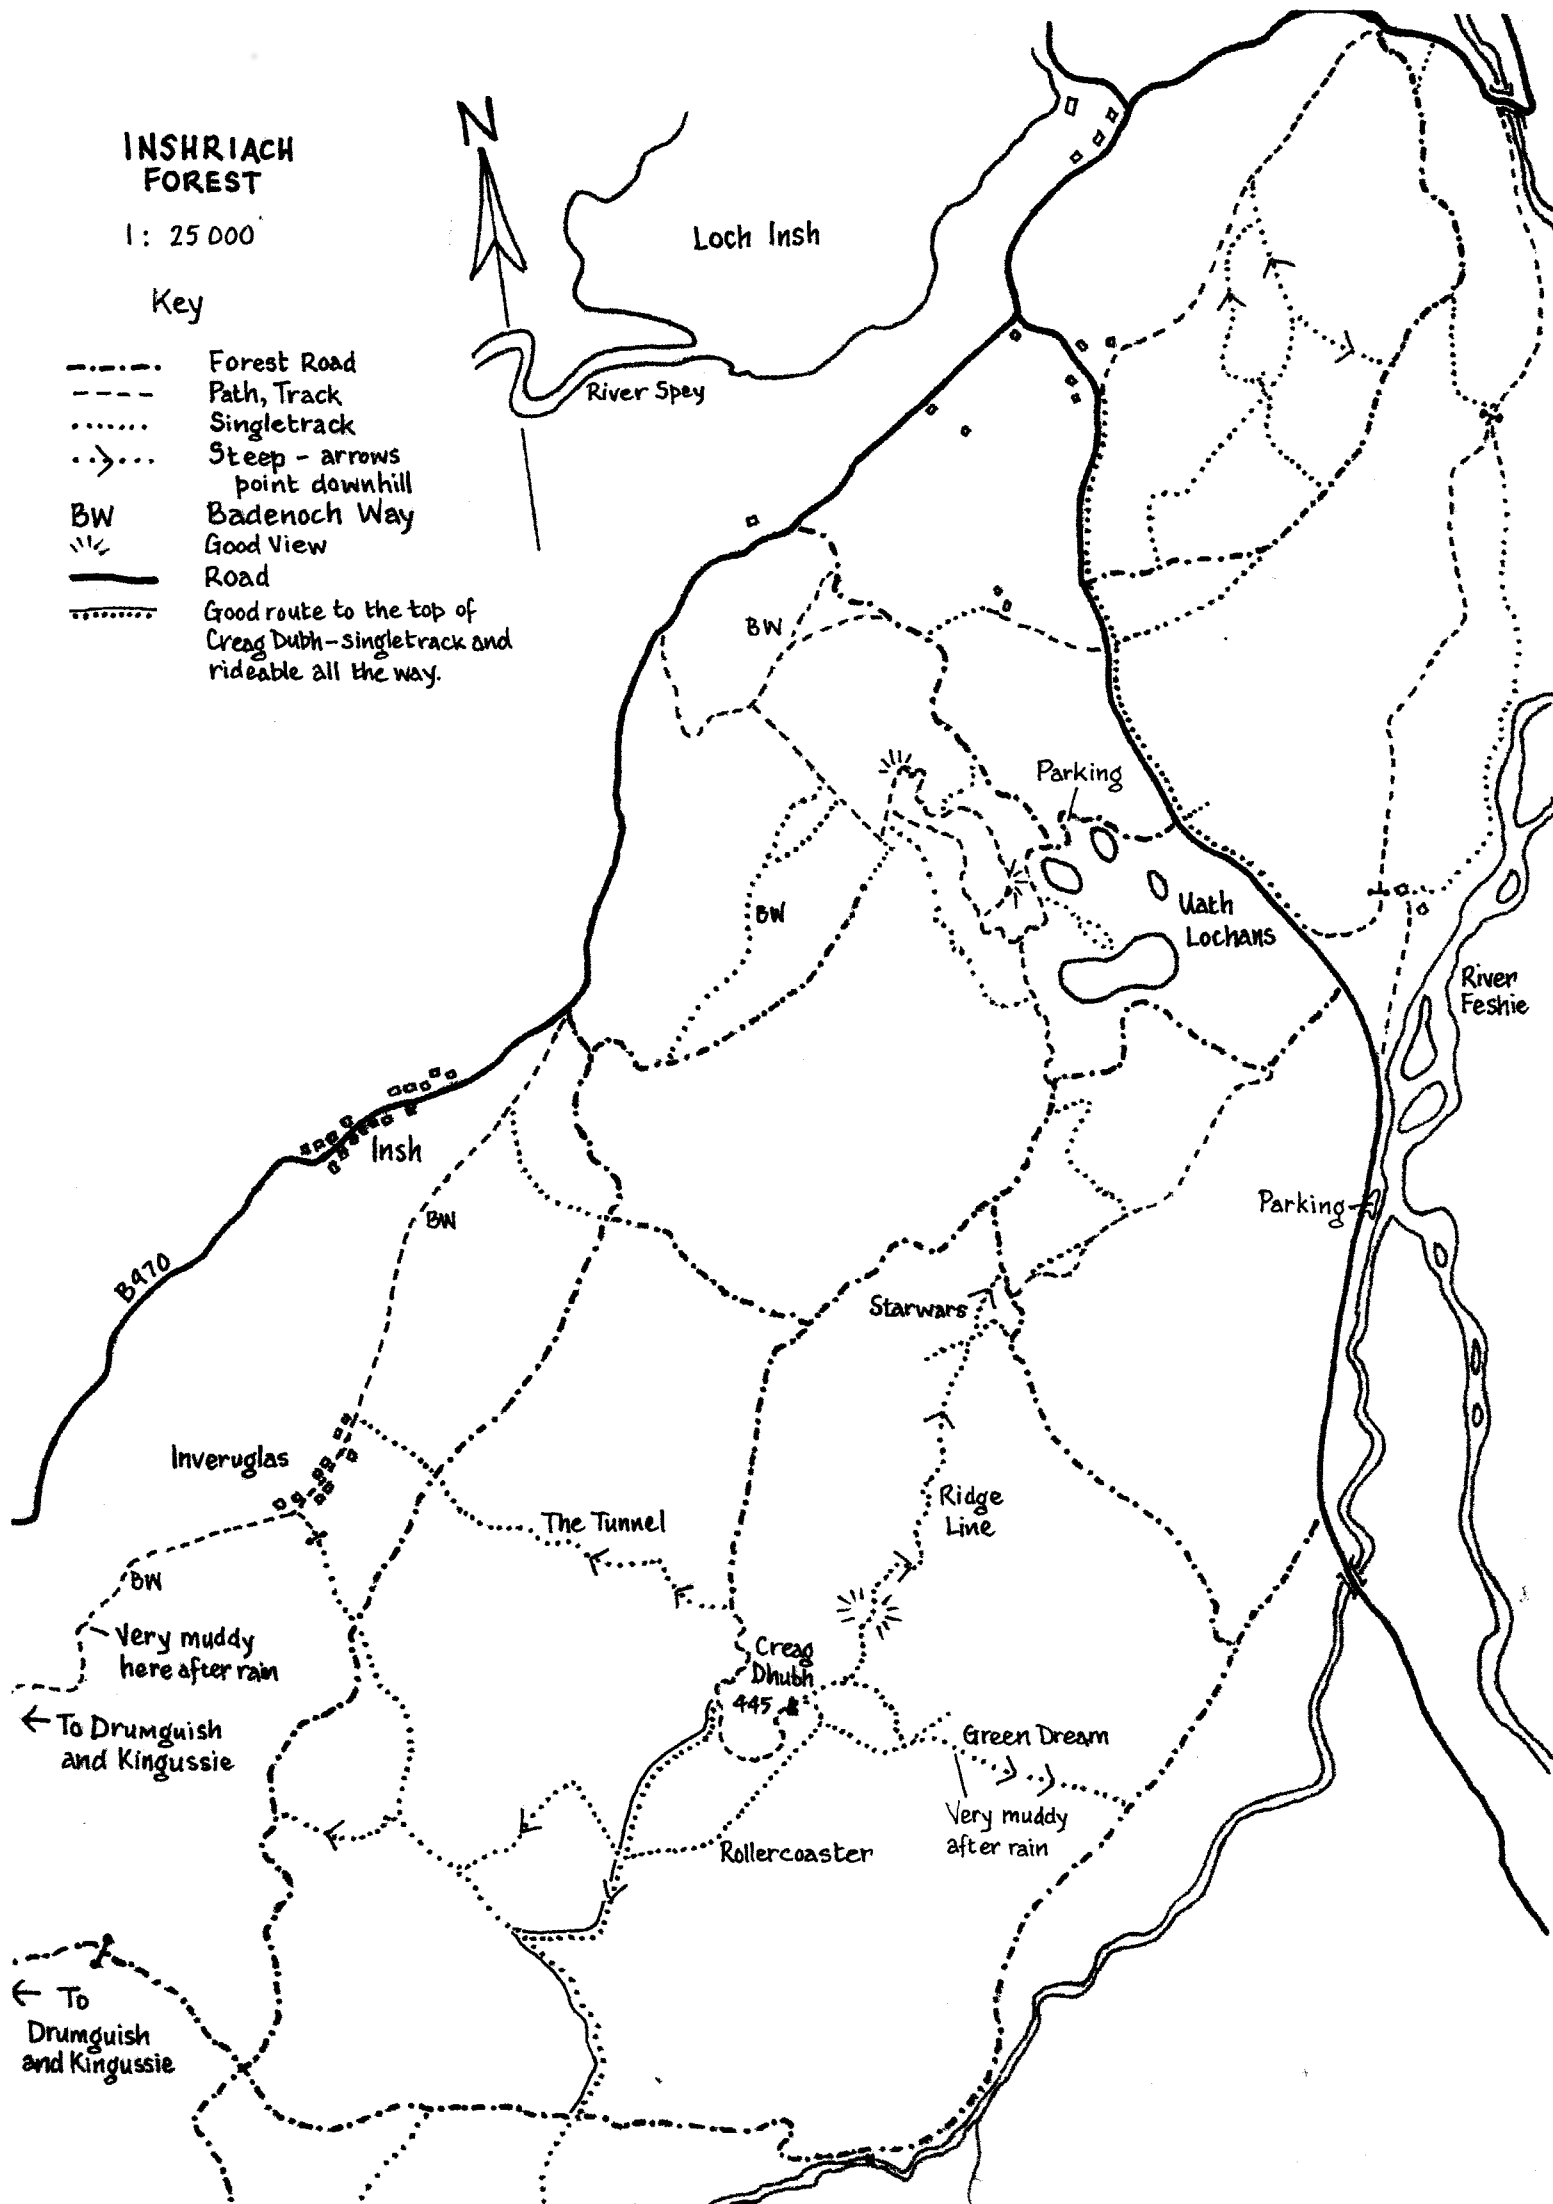 INSHRIACH
FOREST
1: 25 000
Key
Forest Road
Path, Track
Singletrack
Steep – arrows
point downhill
BW
Badenoch Way
Good View
Road
Good route to the top of
Creag Dubh – singletrack and
rideable all the way.
N
Loch Insh
River Spey
BW
Parking
BW
Uath
Lochans
River
Feshie
Insh
BW
Parking
B970
Starwars
Inveruglas
Ridge
Line
The Tunnel
BW
Very muddy
here after rain
Creag
Dhubh
445
To Drumguish
and Kingussie
Green Dream
Very muddy
after rain
Rollercoaster
To
Drumguish
and Kingussie